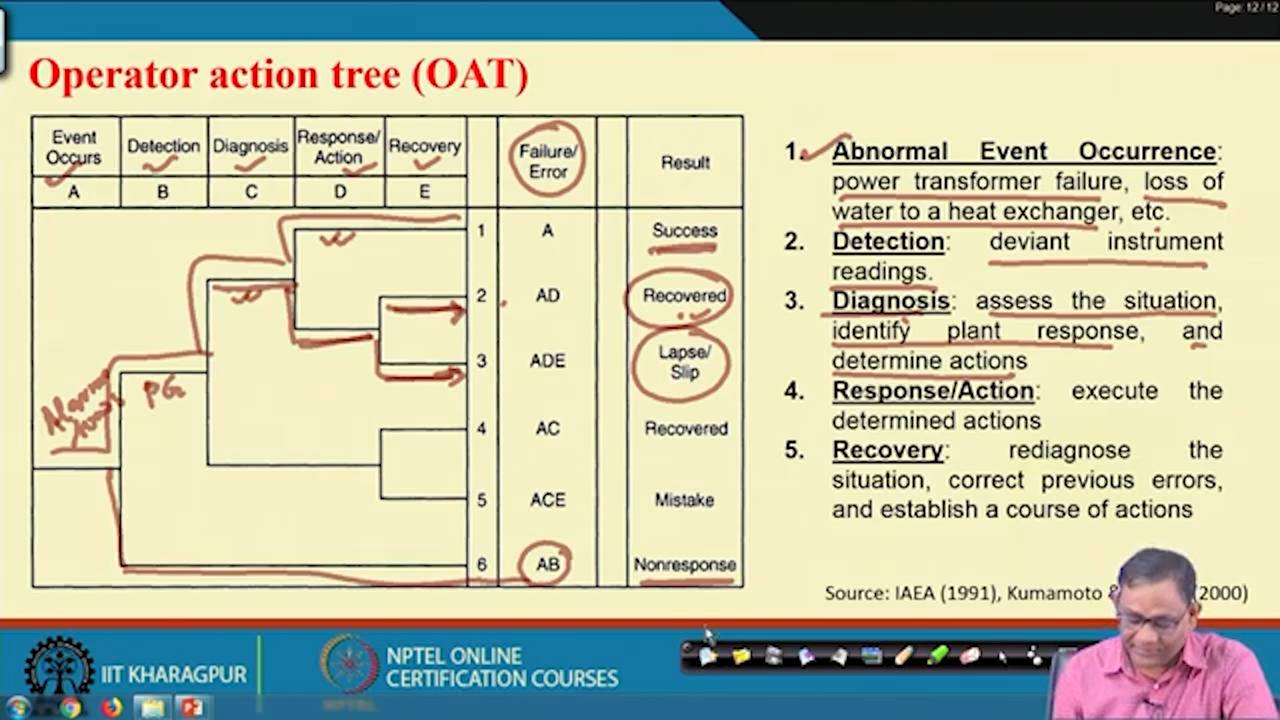 Page: 12 / 12
Operator action tree (OAT)
Event Occurs Detection Diagnosis Response/ Action Recovery Failure/ Error Result
A B C D E
1 A Success
2 AD Recovered
3 ADE Lapse/ Slip
4 AC Recovered
5 ACE Mistake
6 AB Nonresponse
PG
1. Abnormal Event Occurrence:
power transformer failure, loss of
water to a heat exchanger, etc.
2. Detection: deviant instrument
readings.
3. Diagnosis: assess the situation,
identify plant response, and
determine actions
4. Response/Action: execute the
determined actions
5. Recovery: rediagnose the
situation, correct previous errors,
and establish a course of actions
Source: IAEA (1991), Kumamoto (2000)
IIT KHARAGPUR
NPTEL ONLINE
CERTIFICATION COURSES